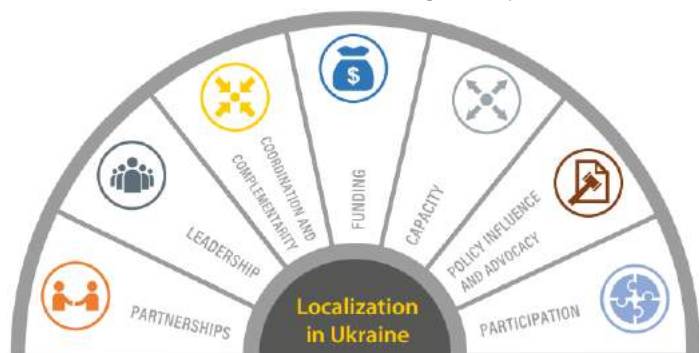 PARTNERSHIPS
LEADERSHIP
COORDINATION AND
COMPLEMENTARITY
$
FUNDING
CAPACITY
POLICY INFLUENCE
AND ADVOCACY
PARTICIPATION
Localization
in Ukraine